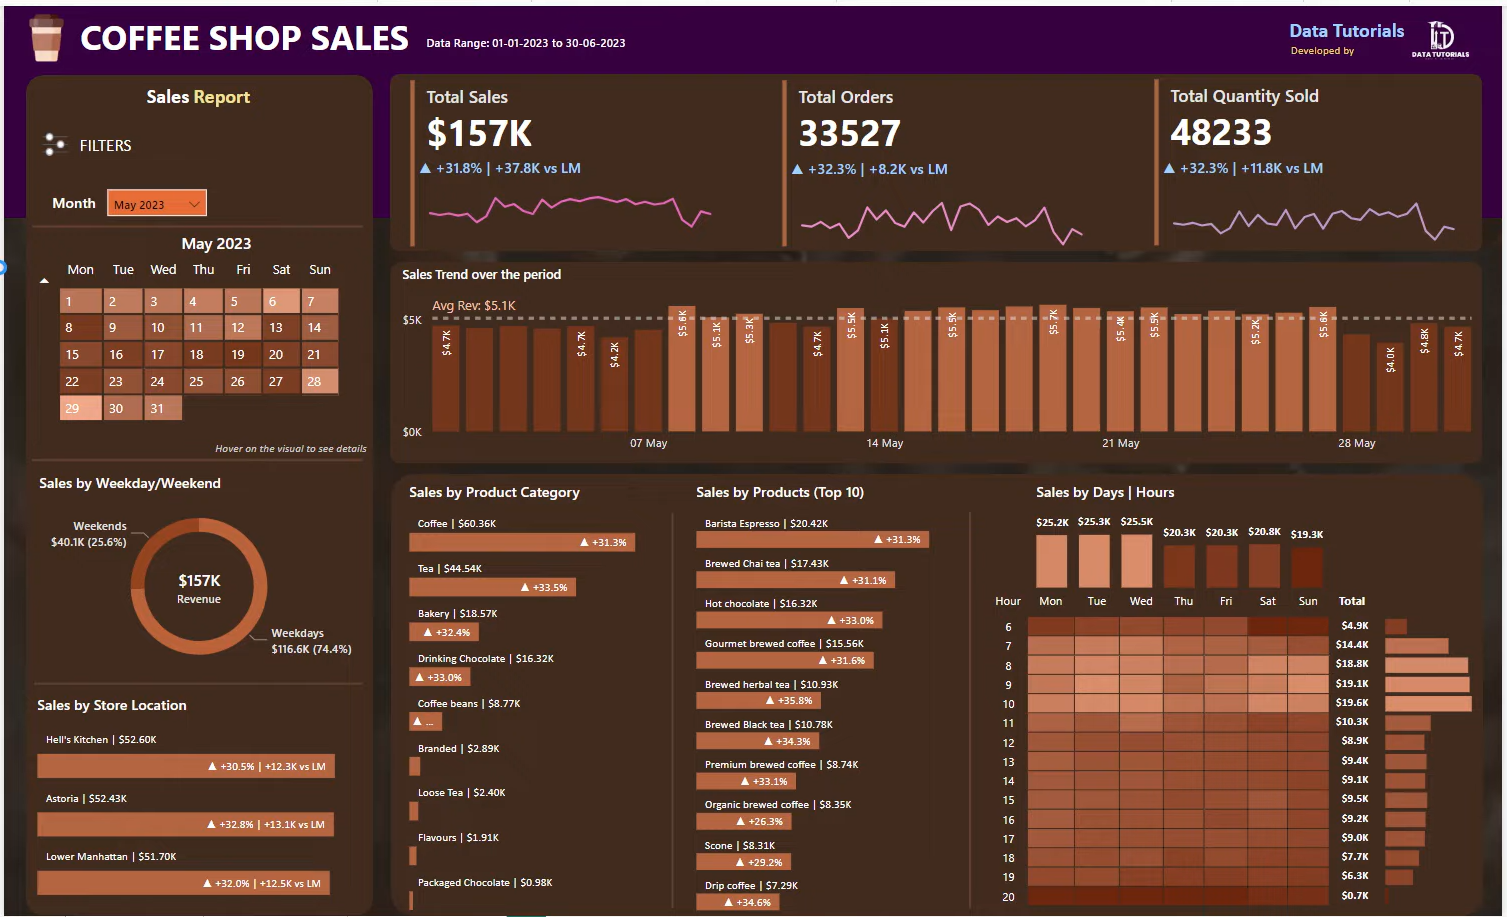 COFFEE SHOP SALES
Data Range: 01-01-2023 to 30-06-2023
Data Tutorials
Developed by
DATA TUTORIALS
Sales Report
FILTERS
Month
May 2023
May 2023
Mon Tue Wed Thu Fri Sat Sun
1 2 3 4 5 6 7
8 9 10 11 12 13 14
15 16 17 18 19 20 21
22 23 24 25 26 27 28
29 30 31
Hover on the visual to see details
Sales by Weekday/Weekend
Weekends
$40.1K (25.6%)
$157K
Revenue
Weekdays
$116.6K (74.4%)
Sales by Store Location
Hell's Kitchen | $52.60K
▲ +30.5% | +12.3K vs LM
Astoria | $52.43K
▲ +32.8% | +13.1K vs LM
Lower Manhattan | $51.70K
▲ +32.0% | +12.5K vs LM
Total Sales
$157K
▲ +31.8% | +37.8K vs LM
Total Orders
33527
▲ +32.3% | +8.2K vs LM
Total Quantity Sold
48233
▲ +32.3% | +11.8K vs LM
Sales Trend over the period
Avg Rev: $5.1K
$5K
$0K
$4.7K
$4.7K
$4.2K
$5.6K
$5.1K
$5.3K
$4.7K
$5.5K
$5.1K
$5.5K
$5.7K
$5.4K
$5.5K
$5.2K
$5.6K
$4.0K
$4.8K
$4.7K
07 May
14 May
21 May
28 May
Sales by Product Category
Coffee | $60.36K
▲ +31.3%
Tea | $44.54K
▲ +33.5%
Bakery | $18.57K
▲ +32.4%
Drinking Chocolate | $16.32K
▲ +33.0%
Coffee beans | $8.77K
▲ ...
Branded | $2.89K
Loose Tea | $2.40K
Flavours | $1.91K
Packaged Chocolate | $0.98K
Sales by Products (Top 10)
Barista Espresso | $20.42K
▲ +31.3%
Brewed Chai tea | $17.43K
▲ +31.1%
Hot chocolate | $16.32K
▲ +33.0%
Gourmet brewed coffee | $15.56K
▲ +31.6%
Brewed herbal tea | $10.93K
▲ +35.8%
Brewed Black tea | $10.78K
▲ +34.3%
Premium brewed coffee | $8.74K
▲ +33.1%
Organic brewed coffee | $8.35K
▲ +26.3%
Scone | $8.31K
▲ +29.2%
Drip coffee | $7.29K
▲ +34.6%
Sales by Days | Hours
$25.2K $25.3K $25.5K $20.3K $20.3K $20.8K $19.3K
Hour Mon Tue Wed Thu Fri Sat Sun Total
6 $4.9K
7 $14.4K
8 $18.8K
9 $19.1K
10 $19.6K
11 $10.3K
12 $8.9K
13 $9.4K
14 $9.1K
15 $9.5K
16 $9.2K
17 $9.0K
18 $7.7K
19 $6.3K
20 $0.7K